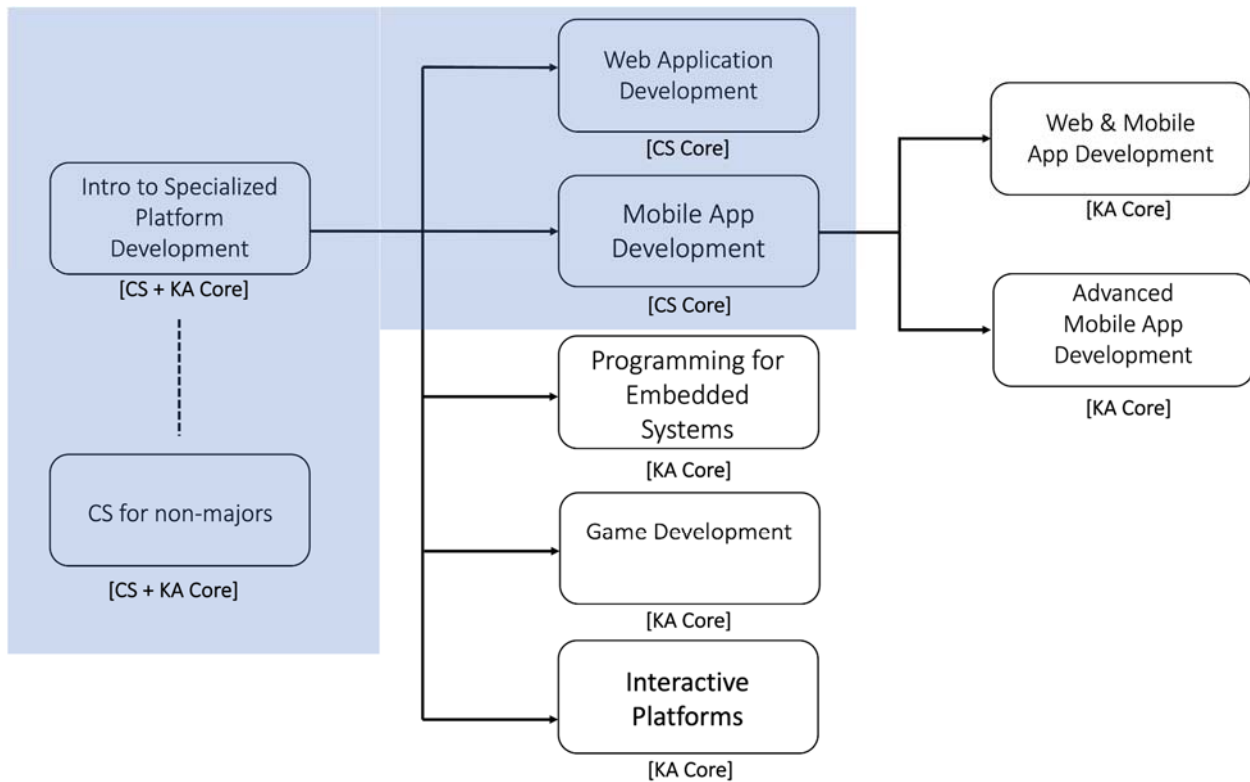 Intro to Specialized
Platform
Development
[CS + KA Core]
CS for non-majors
[CS + KA Core]
Web Application
Development
[CS Core]
Mobile App
Development
[CS Core]
Programming for
Embedded
Systems
[KA Core]
Game Development
[KA Core]
Interactive
Platforms
[KA Core]
Web & Mobile
App Development
[KA Core]
Advanced
Mobile App
Development
[KA Core]